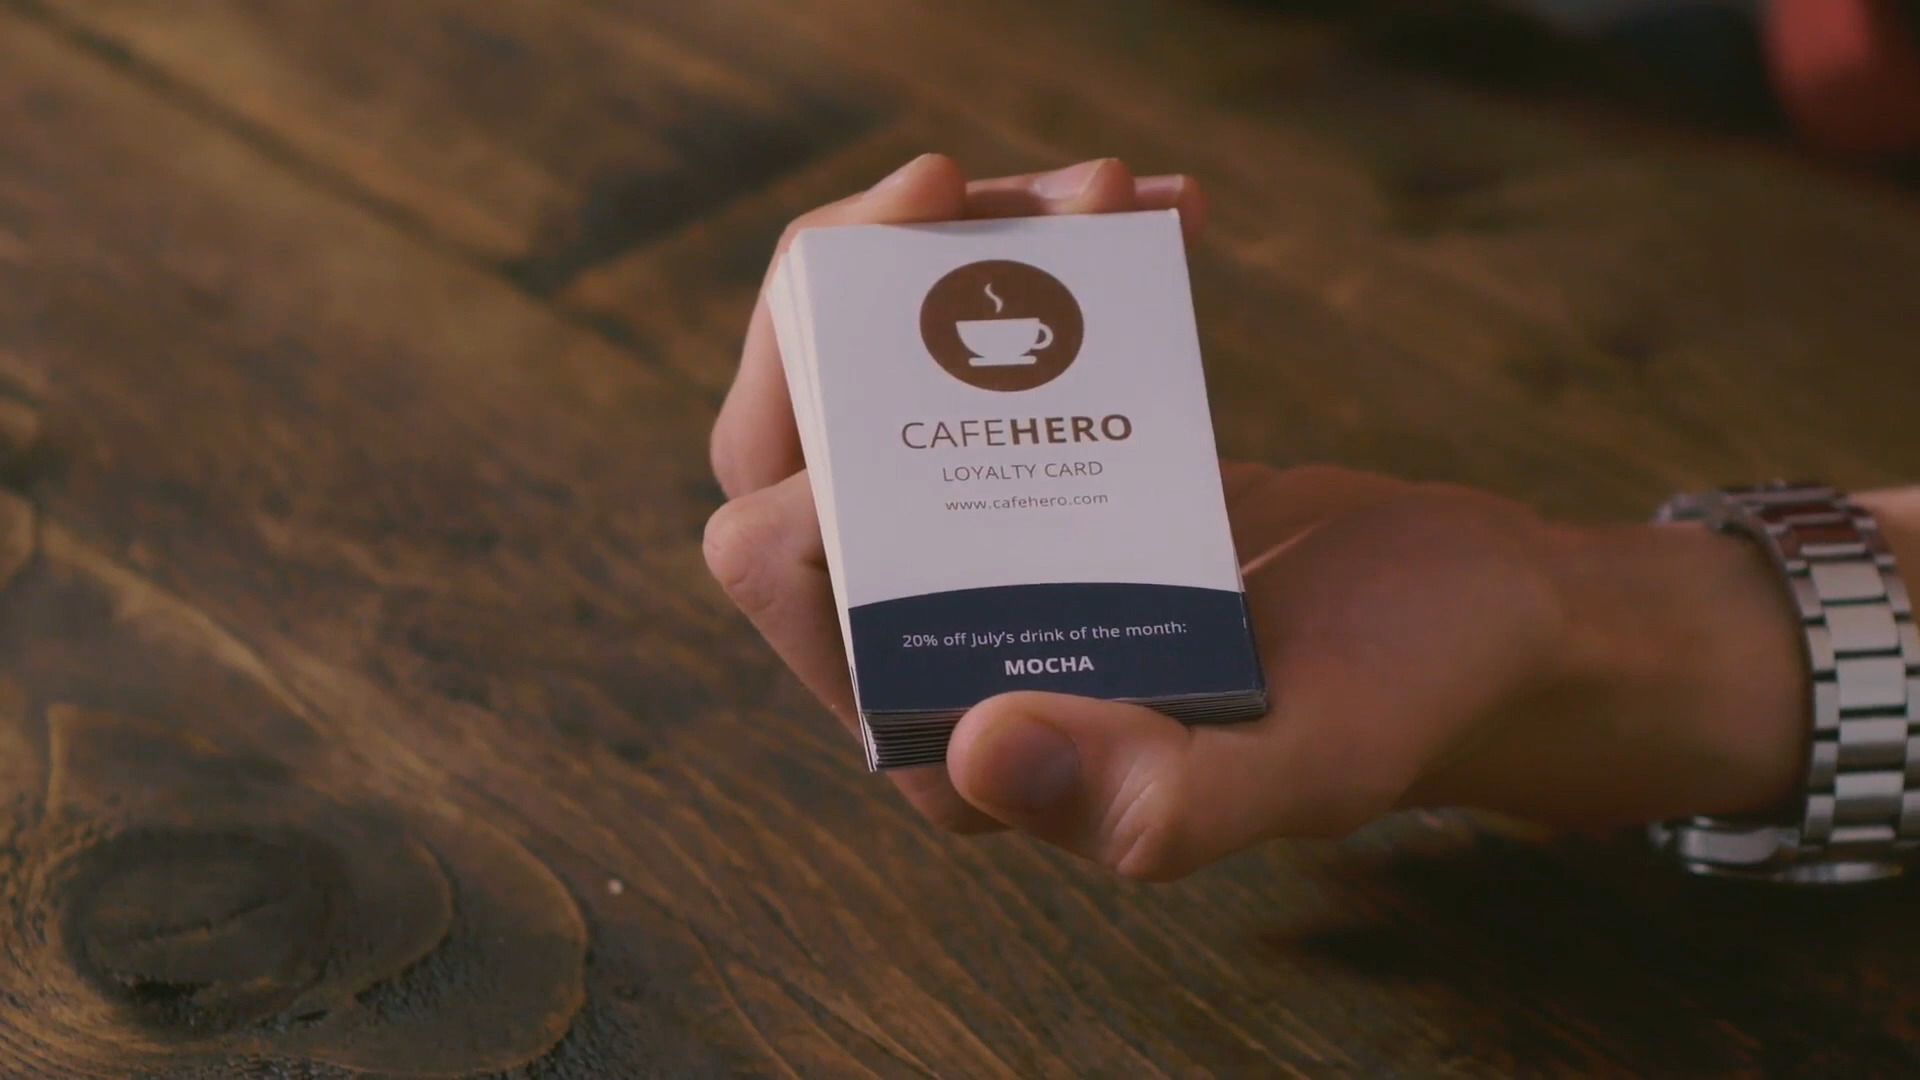 CAFEHERO
LOYALTY CARD
www.cafehero.com
20% off July's drink of the month:
MOCHA